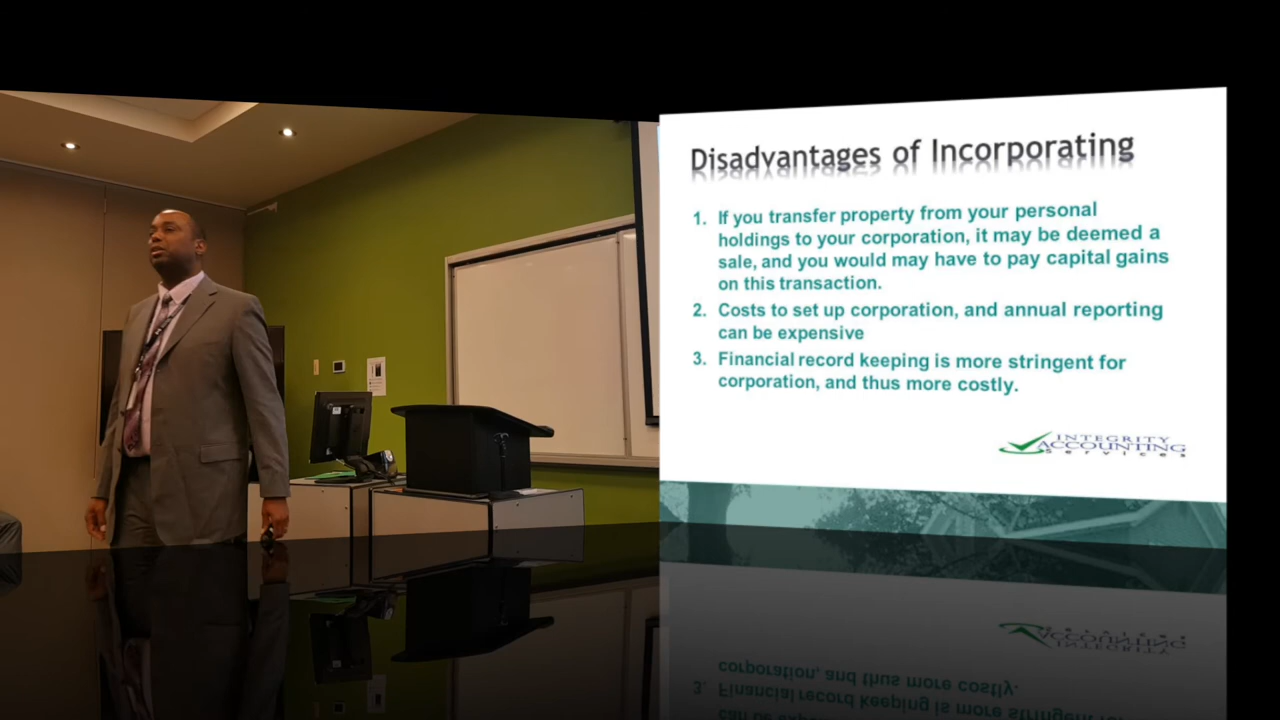 Disadvantages of Incorporating
1. If you transfer property from your personal
holdings to your corporation, it may be deemed a
sale, and you would may have to pay capital gains
on this transaction.
2. Costs to set up corporation, and annual reporting
can be expensive
3. Financial record keeping is more stringent for
corporation, and thus more costly.
INTEGRITY
ACCOUNTING
Services